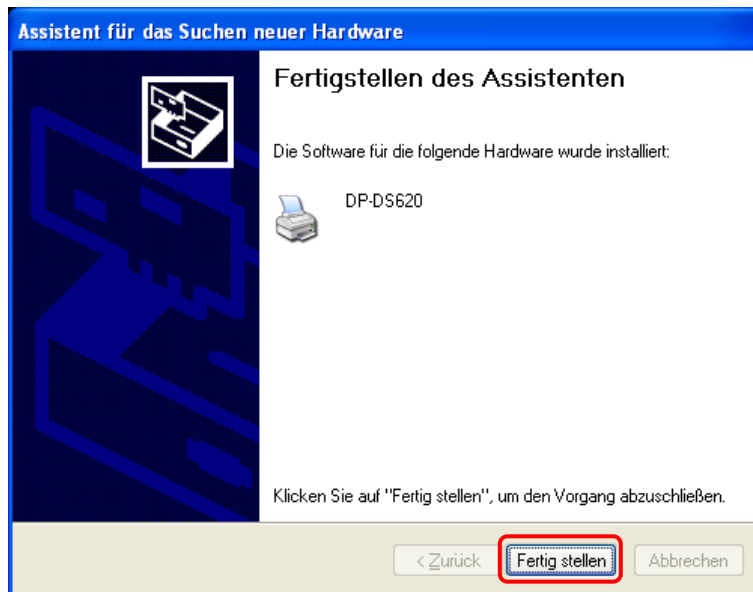 Assistent für das Suchen neuer Hardware
Fertigstellen des Assistenten
Die Software für die folgende Hardware wurde installiert:
DP-DS620
Klicken Sie auf "Fertig stellen", um den Vorgang abzuschließen.
< Zurück Fertig stellen Abbrechen